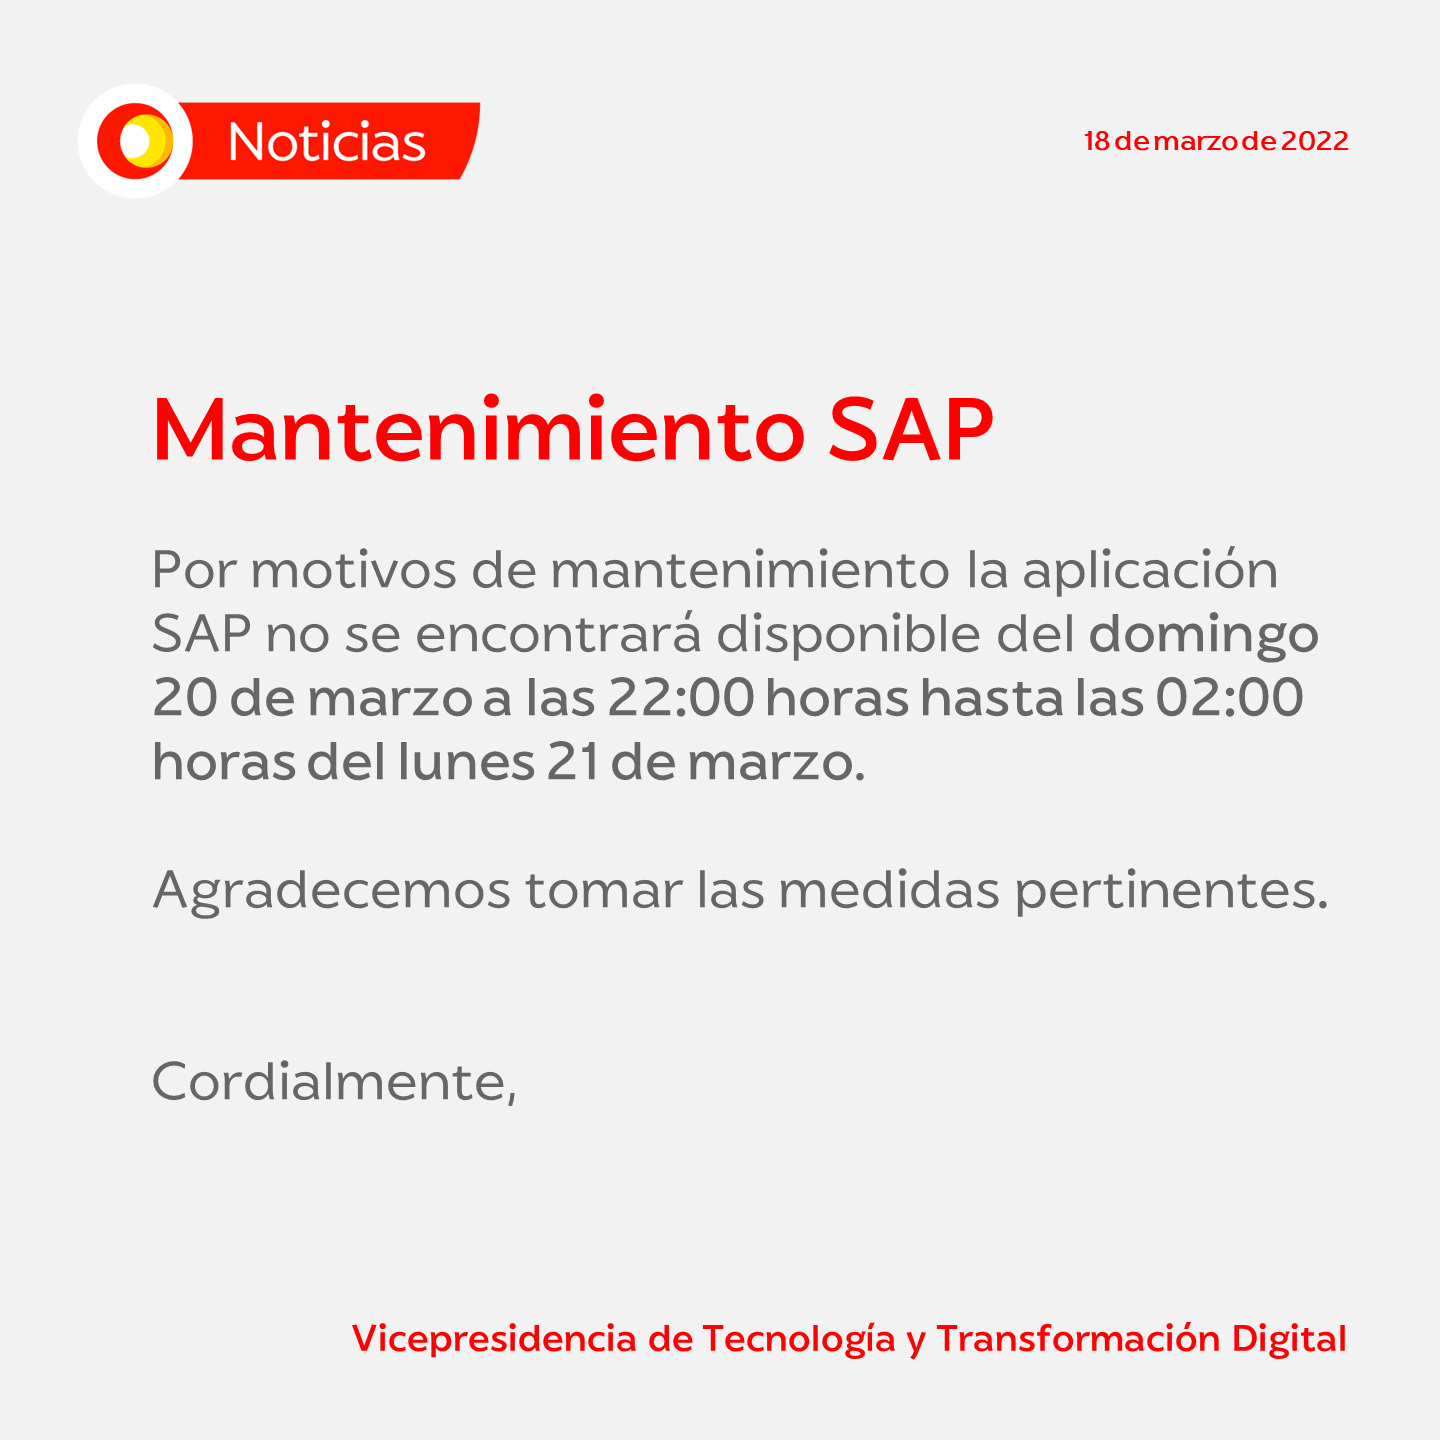 Noticias
18 de marzo de 2022
Mantenimiento SAP
Por motivos de mantenimiento la aplicación
SAP no se encontrará disponible del domingo
20 de marzo a las 22:00 horas hasta las 02:00
horas del lunes 21 de marzo.
Agradecemos tomar las medidas pertinentes.
Cordialmente,
Vicepresidencia de Tecnología y Transformación Digital